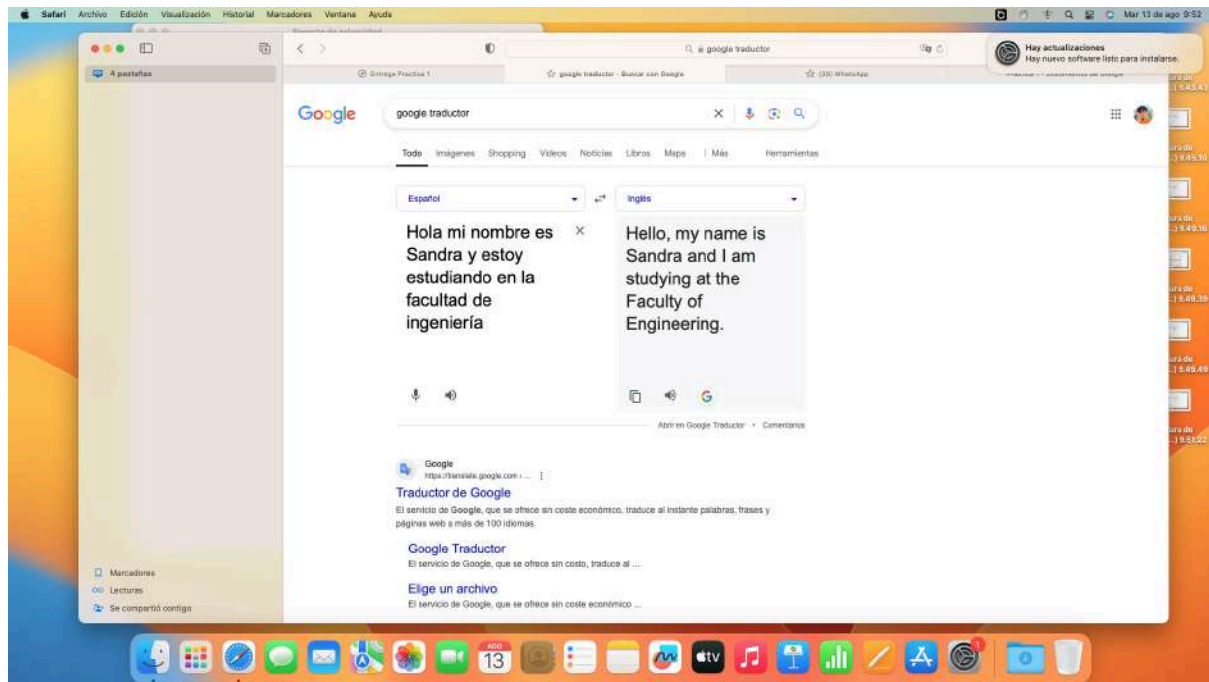 Safari Archivo Edición Visualización Historial Marcadores Ventana Ayuda
Mar 13 de ago 9:52
google traductor
Hay actualizaciones
Hay nuevo software listo para instalarse.
4 pestañas
Entrega Practica 1
google traductor - Buscar con Google
(39) WhatsApp
Google
google traductor
Todo Imágenes Shopping Videos Noticias Libros Maps Más Herramientas
Español
Inglés
Hola mi nombre es
Sandra y estoy
estudiando en la
facultad de
ingeniería
Hello, my name is
Sandra and I am
studying at the
Faculty of
Engineering.
Abrir en Google Traductor • Comentarios
Google
https://translate.google.com › ...
Traductor de Google
El servicio de Google, que se ofrece sin coste económico, traduce al instante palabras, frases y
páginas web a más de 100 idiomas.
Google Traductor
El servicio de Google, que se ofrece sin costo, traduce al ....
Elige un archivo
El servicio de Google, que se ofrece sin coste económico ...
Marcadores
Lecturas
Se compartió contigo
AGO
13
tv
1